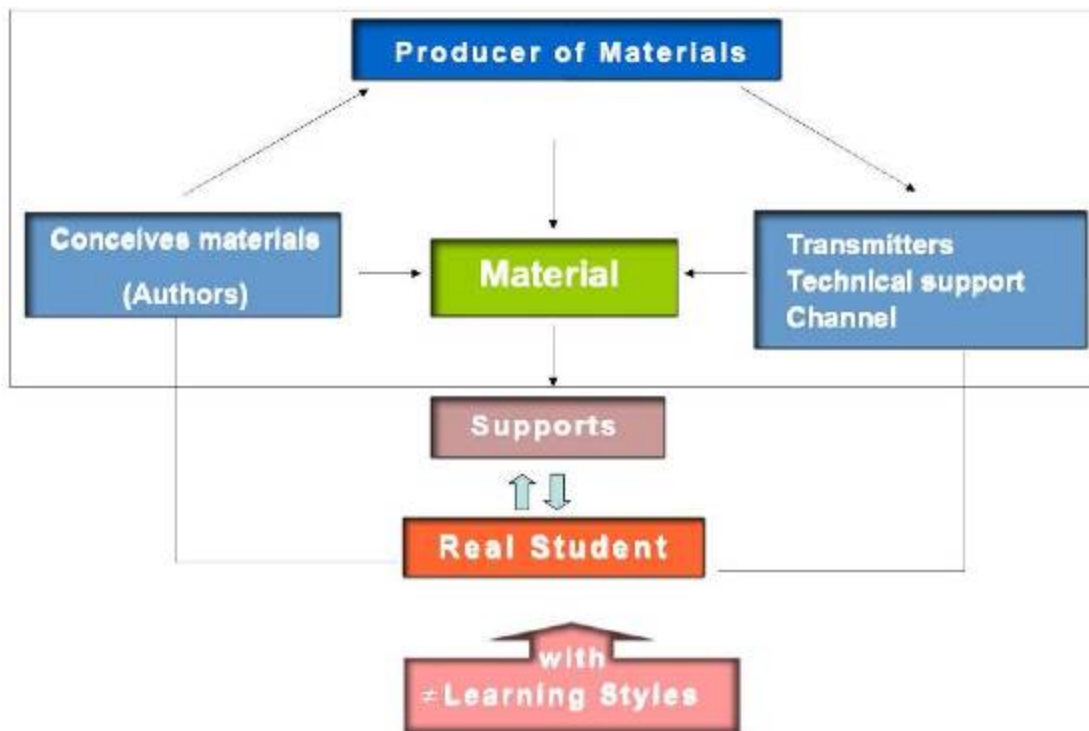 Producer of Materials
Conceives materials
(Authors)
Material
Transmitters
Technical support
Channel
Supports
Real Student
with
≠ Learning Styles